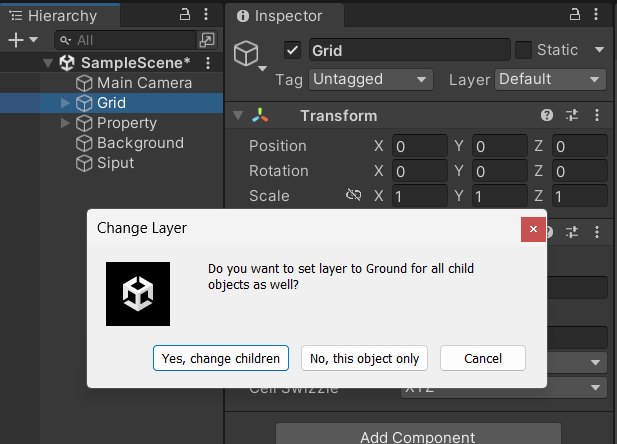 Hierarchy
All
SampleScene*
Main Camera
Grid
Property
Background
Siput
Inspector
Grid
Static
Tag Untagged Layer Default
Transform
Position X 0 Y 0 Z 0
Rotation X 0 Y 0 Z 0
Scale X 1 Y 1 Z 1
Change Layer
Do you want to set layer to Ground for all child
objects as well?
Yes, change children No, this object only Cancel
Cell Swizzle XYZ
Add Component